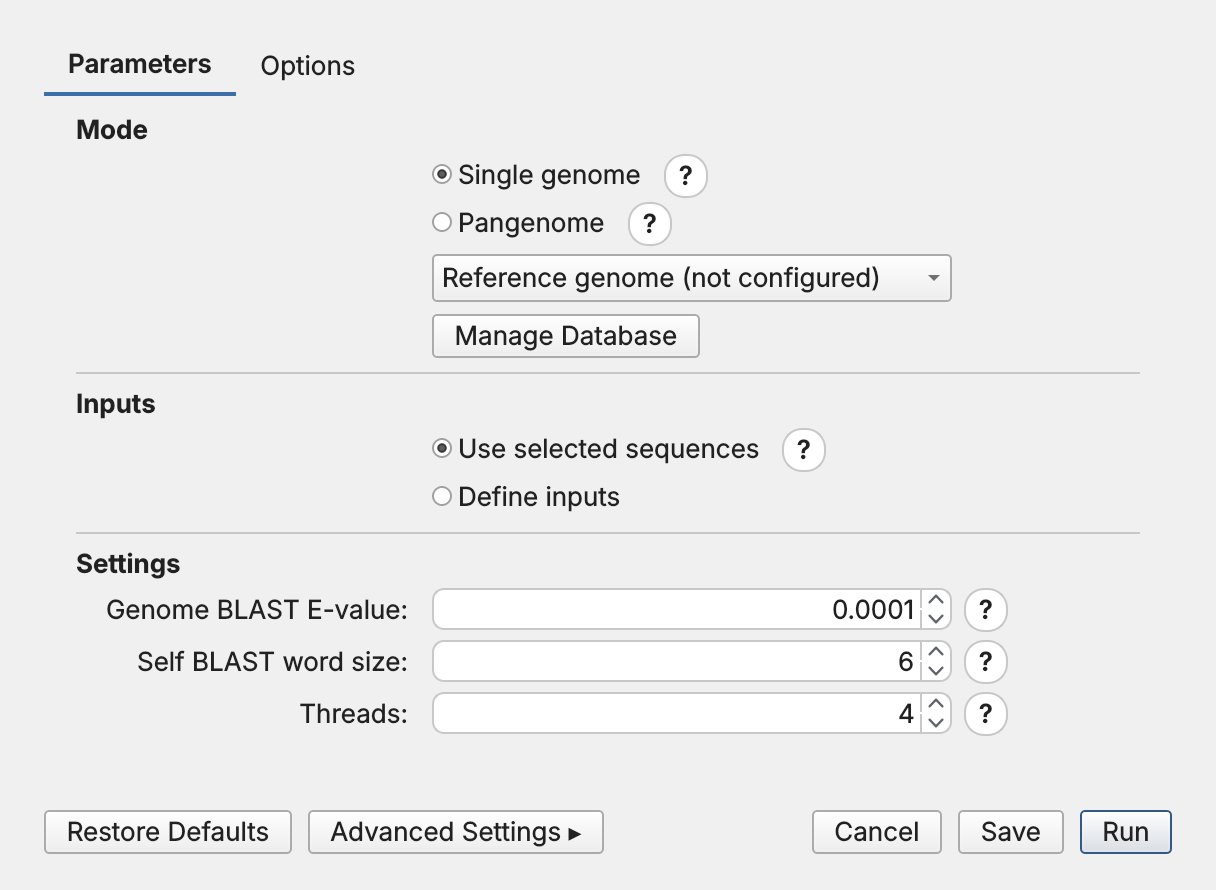 Parameters Options
Mode
Single genome ?
Pangenome ?
Reference genome (not configured)
Manage Database
Inputs
Use selected sequences ?
Define inputs
Settings
Genome BLAST E-value: 0.0001 ?
Self BLAST word size: 6 ?
Threads: 4 ?
Restore Defaults Advanced Settings ▸ Cancel Save Run